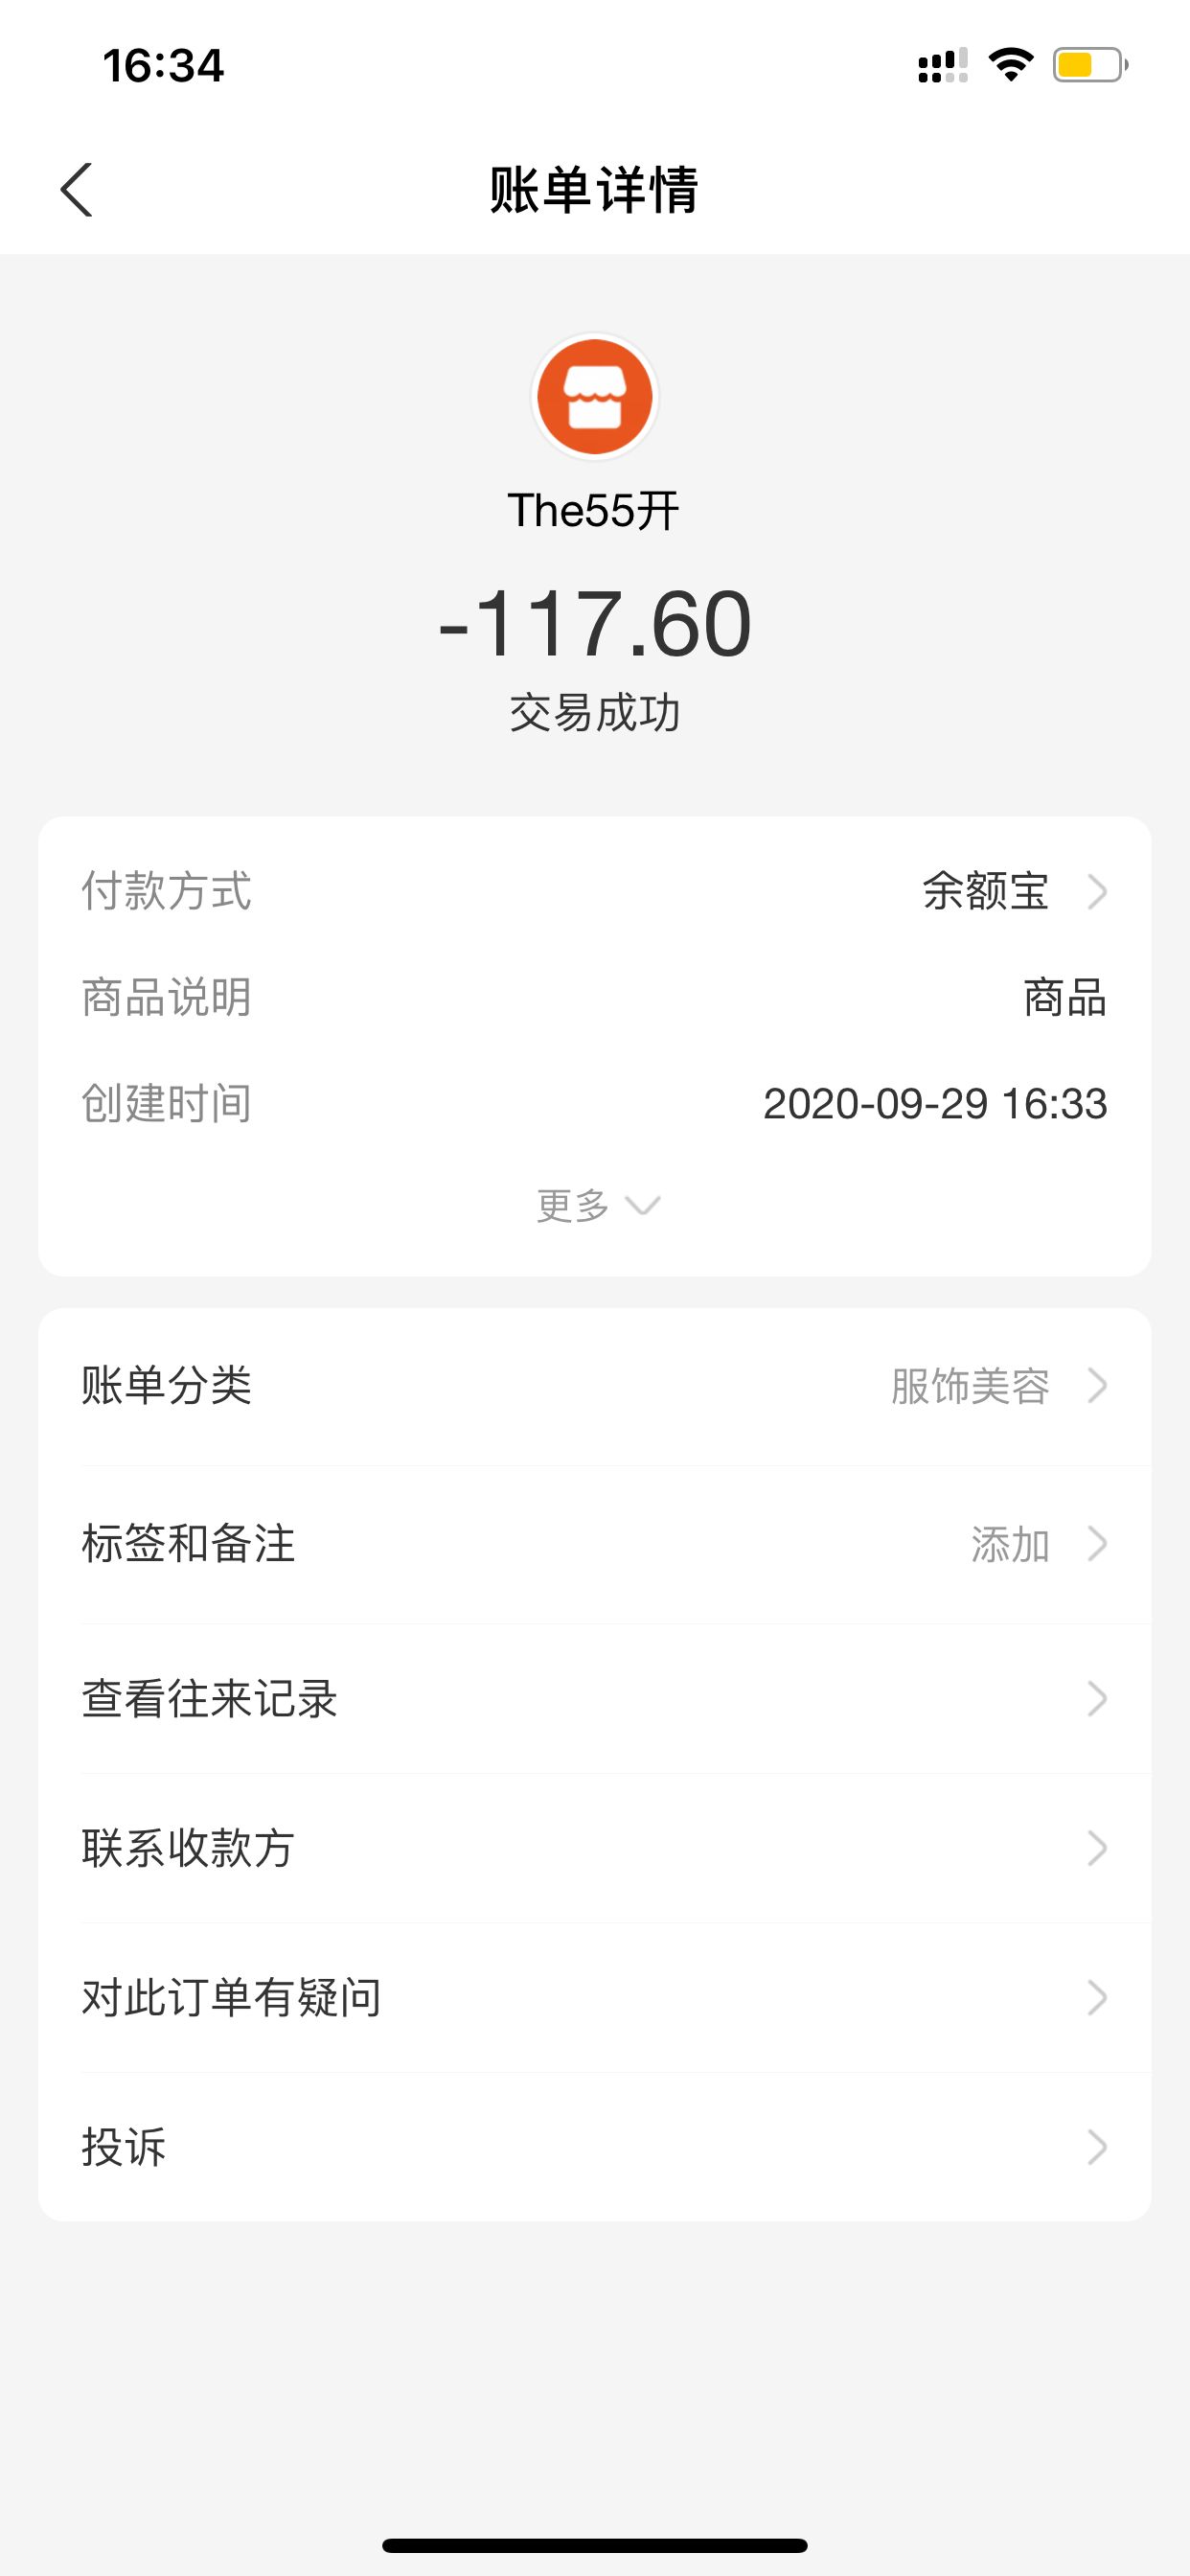 16:34
账单详情
The55开
-117.60
交易成功
付款方式 余额宝
商品说明 商品
创建时间 2020-09-29 16:33
更多
账单分类 服饰美容
标签和备注 添加
查看往来记录
联系收款方
对此订单有疑问
投诉